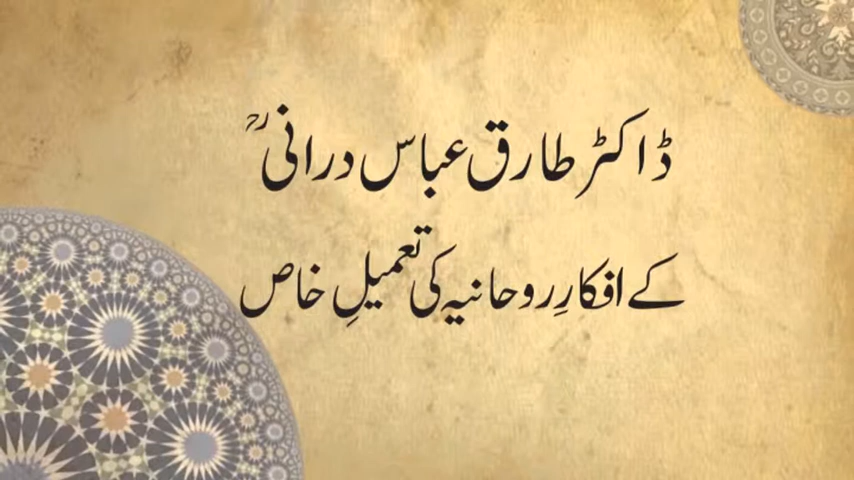 ڈاکٹر طارق عباس درانیؒ
کے افکارِ روحانیہ کی تعمیلِ خاص